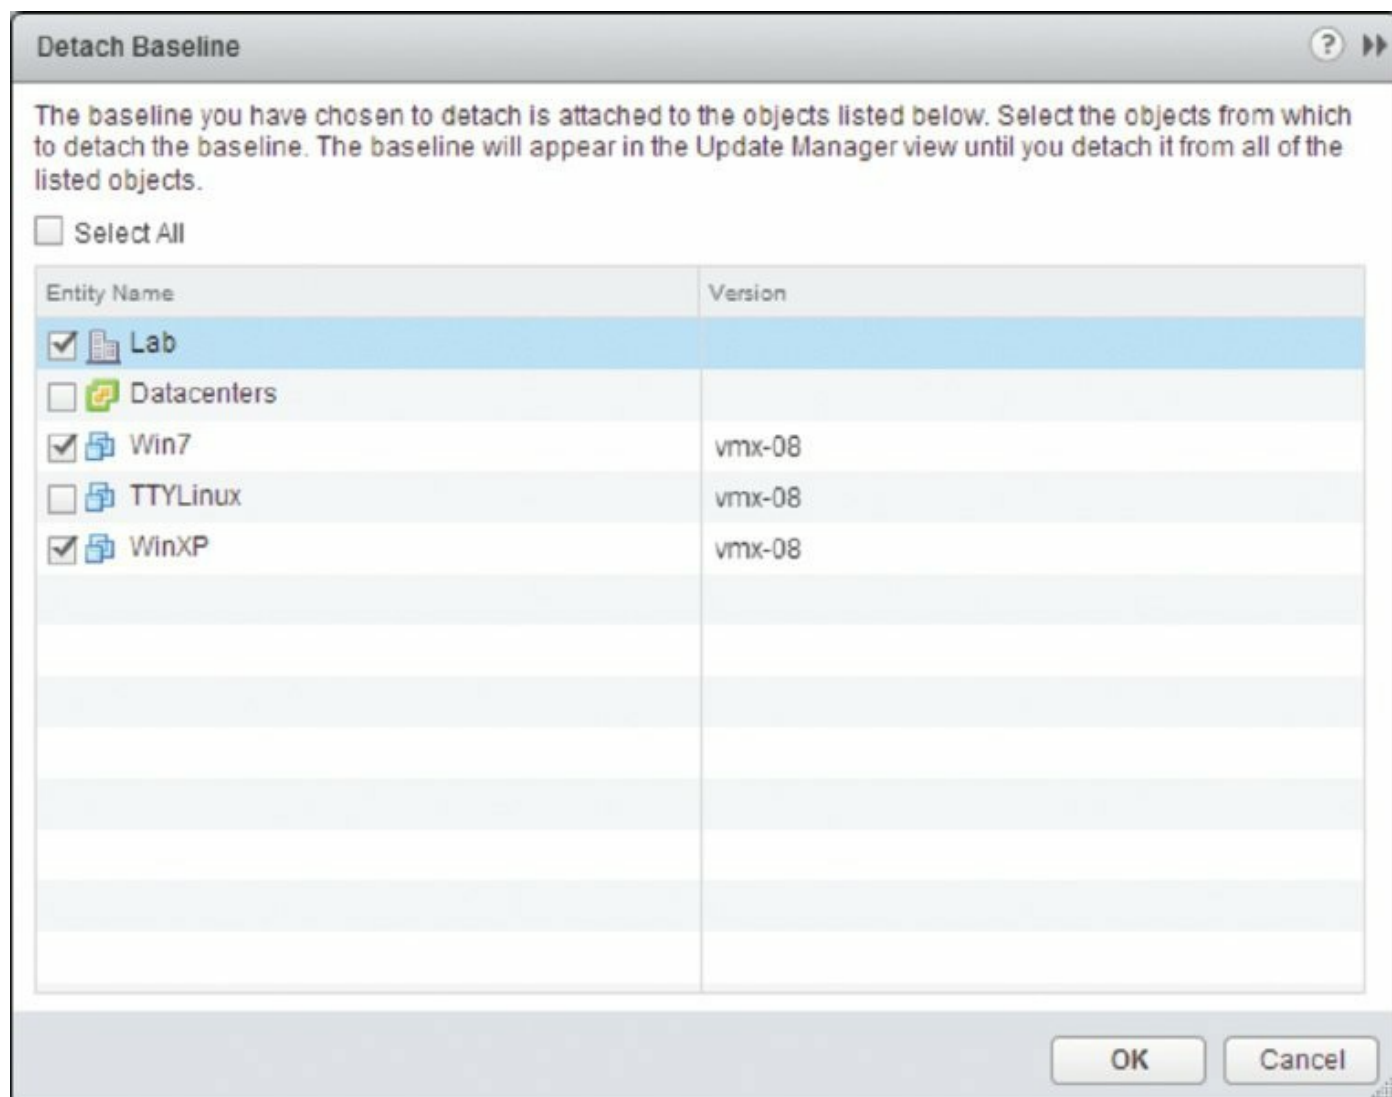 Detach Baseline
?
The baseline you have chosen to detach is attached to the objects listed below. Select the objects from which
to detach the baseline. The baseline will appear in the Update Manager view until you detach it from all of the
listed objects.
Select All
Entity Name Version
Lab
Datacenters
Win7 vmx-08
TTYLinux vmx-08
WinXP vmx-08
OK Cancel